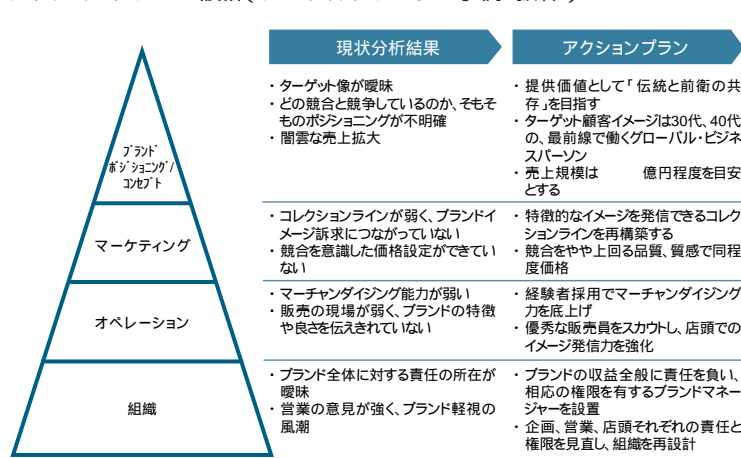 現状分析結果
アクションプラン
ブランド
ポジショニング/
コンセプト
・ターゲット像が曖昧
・どの競合と競争しているのか、そもそ
ものポジショニングが不明確
・闇雲な売上拡大
・提供価値として「伝統と前衛の共
存」を目指す
・ターゲット顧客イメージは30代、40代
の、最前線で働くグローバル・ビジネ
スパーソン
・売上規模は　　億円程度を目安
とする
マーケティング
・コレクションラインが弱く、ブランドイ
メージ訴求につながっていない
・競合を意識した価格設定ができてい
ない
・特徴的なイメージを発信できるコレク
ションラインを再構築する
・競合をやや上回る品質、質感で同程
度価格
オペレーション
・マーチャンダイジング能力が弱い
・販売の現場が弱く、ブランドの特徴
や良さを伝えきれていない
・経験者採用でマーチャンダイジング
力を底上げ
・優秀な販売員をスカウトし、店頭での
イメージ発信力を強化
組織
・ブランド全体に対する責任の所在が
曖昧
・営業の意見が強く、ブランド軽視の
風潮
・ブランドの収益全般に責任を負い、
相応の権限を有するブランドマネー
ジャーを設置
・企画、営業、店頭それぞれの責任と
権限を見直し、組織を再設計